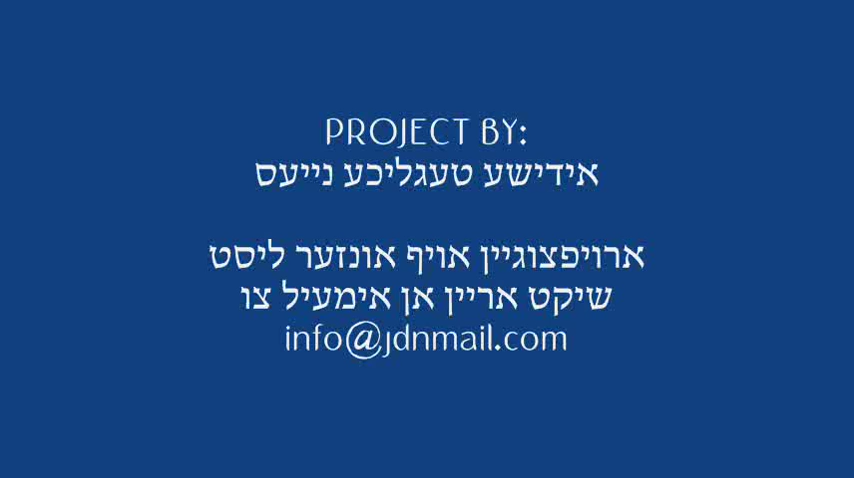 PROJECT BY:
אידישע טעגליכע נייעס
ארויפצוגיין אויף אונזער ליסט
שיקט אריין אן אימעיל צו
info@jdnmail.com